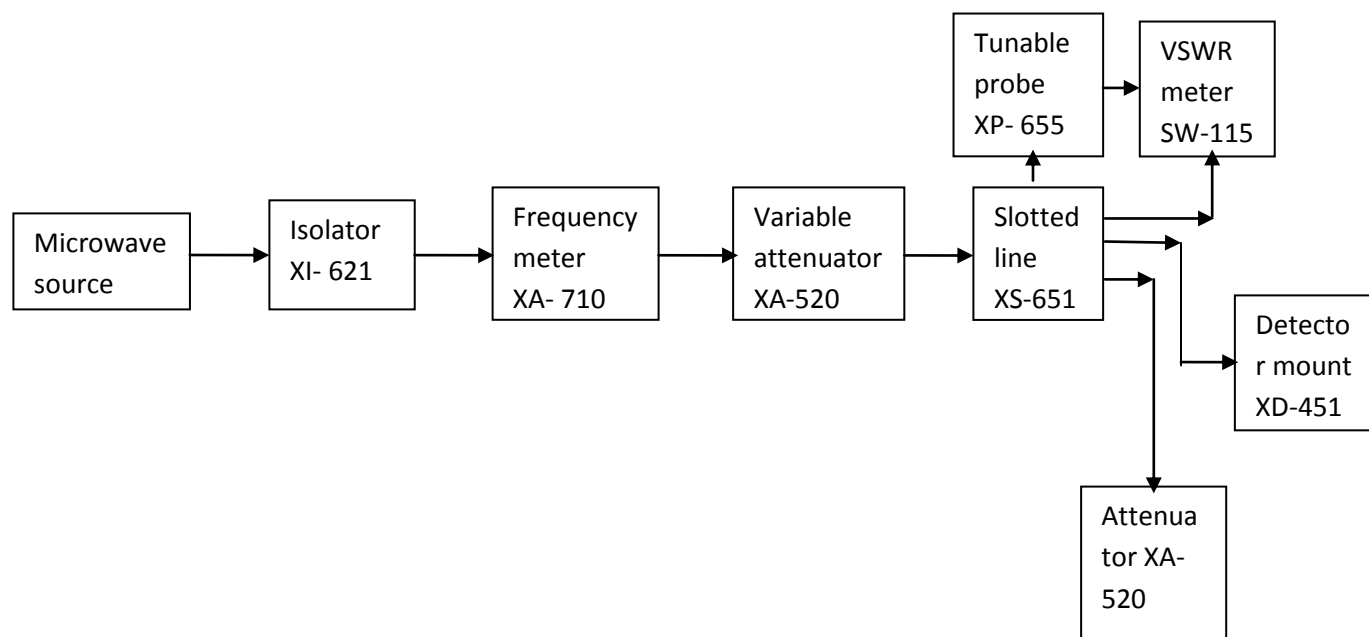 Microwave
source
Isolator
XI- 621
Frequency
meter
XA- 710
Variable
attenuator
XA-520
Slotted
line
XS-651
Tunable
probe
XP- 655
VSWR
meter
SW-115
Detecto
r mount
XD-451
Attenua
tor XA-
520